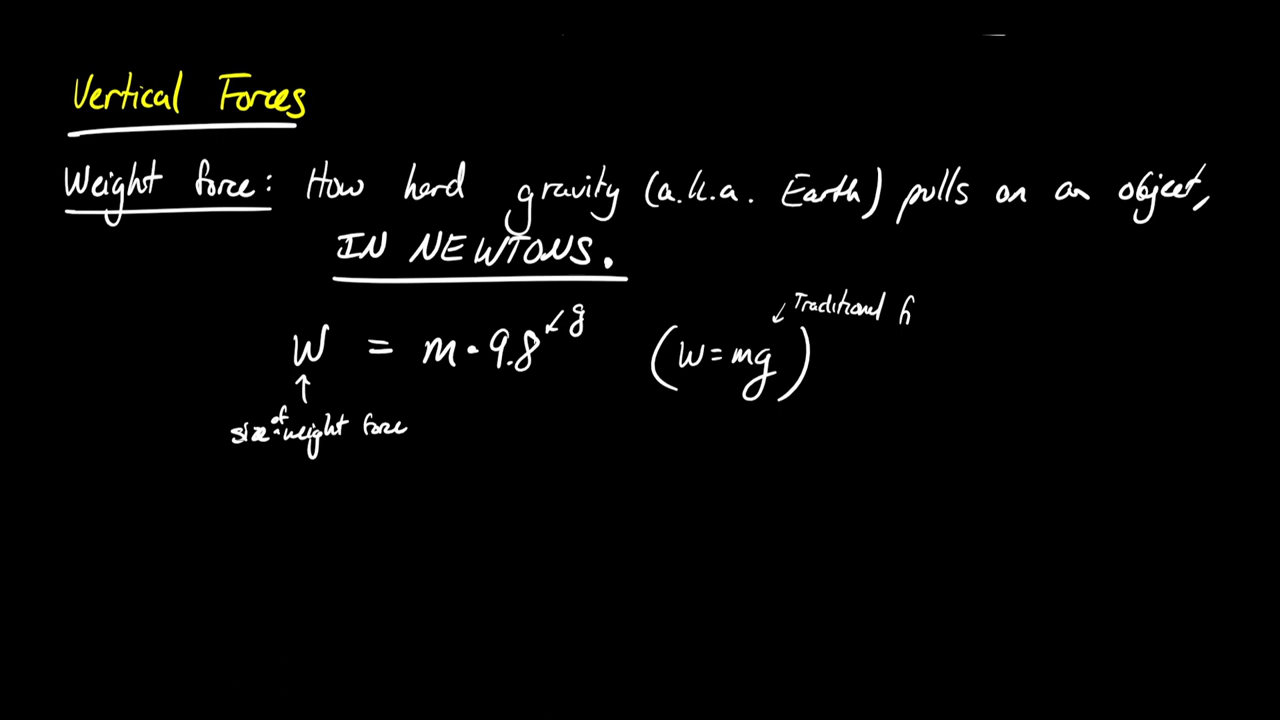 Vertical Forces
Weight force: How hard gravity (a.k.a. Earth) pulls on an object,
IN NEWTONS.
Traditional
W = m · 9.8 ↙ g (W = mg)
↑
size of weight force